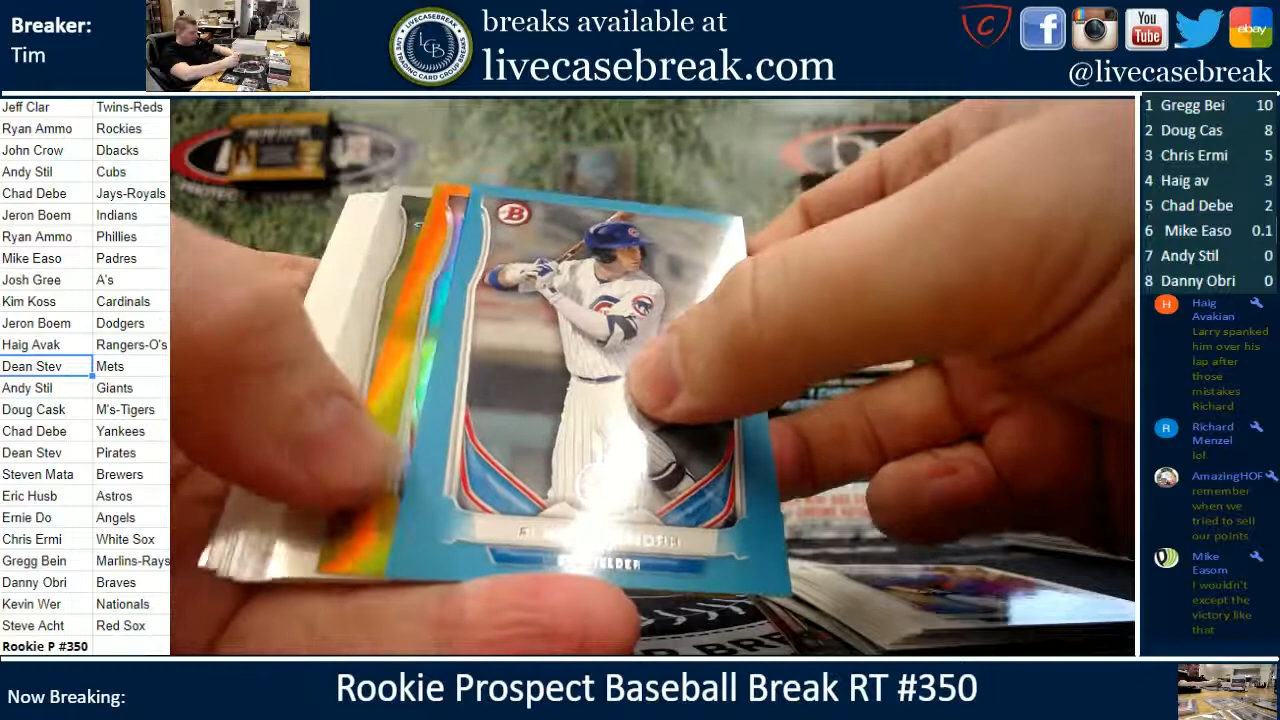 Breaker:
Tim
breaks available at
livecasebreak.com
LIVECASEBREAK
LCB
C
f
You
Tube
ebay
@livecasebreak
Jeff Clar Twins-Reds
Ryan Ammo Rockies
John Crow Dbacks
Andy Stil Cubs
Chad Debe Jays-Royals
Jeron Boem Indians
Ryan Ammo Phillies
Mike Easo Padres
Josh Gree A's
Kim Koss Cardinals
Jeron Boem Dodgers
Haig Avak Rangers-O's
Dean Stev Mets
Andy Stil Giants
Doug Cask M's-Tigers
Chad Debe Yankees
Dean Stev Pirates
Steven Mata Brewers
Eric Husb Astros
Ernie Do Angels
Chris Ermi White Sox
Gregg Bein Marlins-Rays
Danny Obri Braves
Kevin Wer Nationals
Steve Acht Red Sox
Rookie P #350
B
1 Gregg Bei 10
2 Doug Cas 8
3 Chris Ermi 5
4 Haig av 3
5 Chad Debe 2
6 Mike Easo 0.1
7 Andy Stil 0
8 Danny Obri 0
H
Haig
Avakian
Larry spanked
him over his
lap after
those
mistakes
Richard
R
Richard
Menzel
lol
AmazingHOF
remember
when we
tried to sell
our points
Mike
Easom
I wouldn't
except the
victory like
that
Now Breaking:
Rookie Prospect Baseball Break RT #350